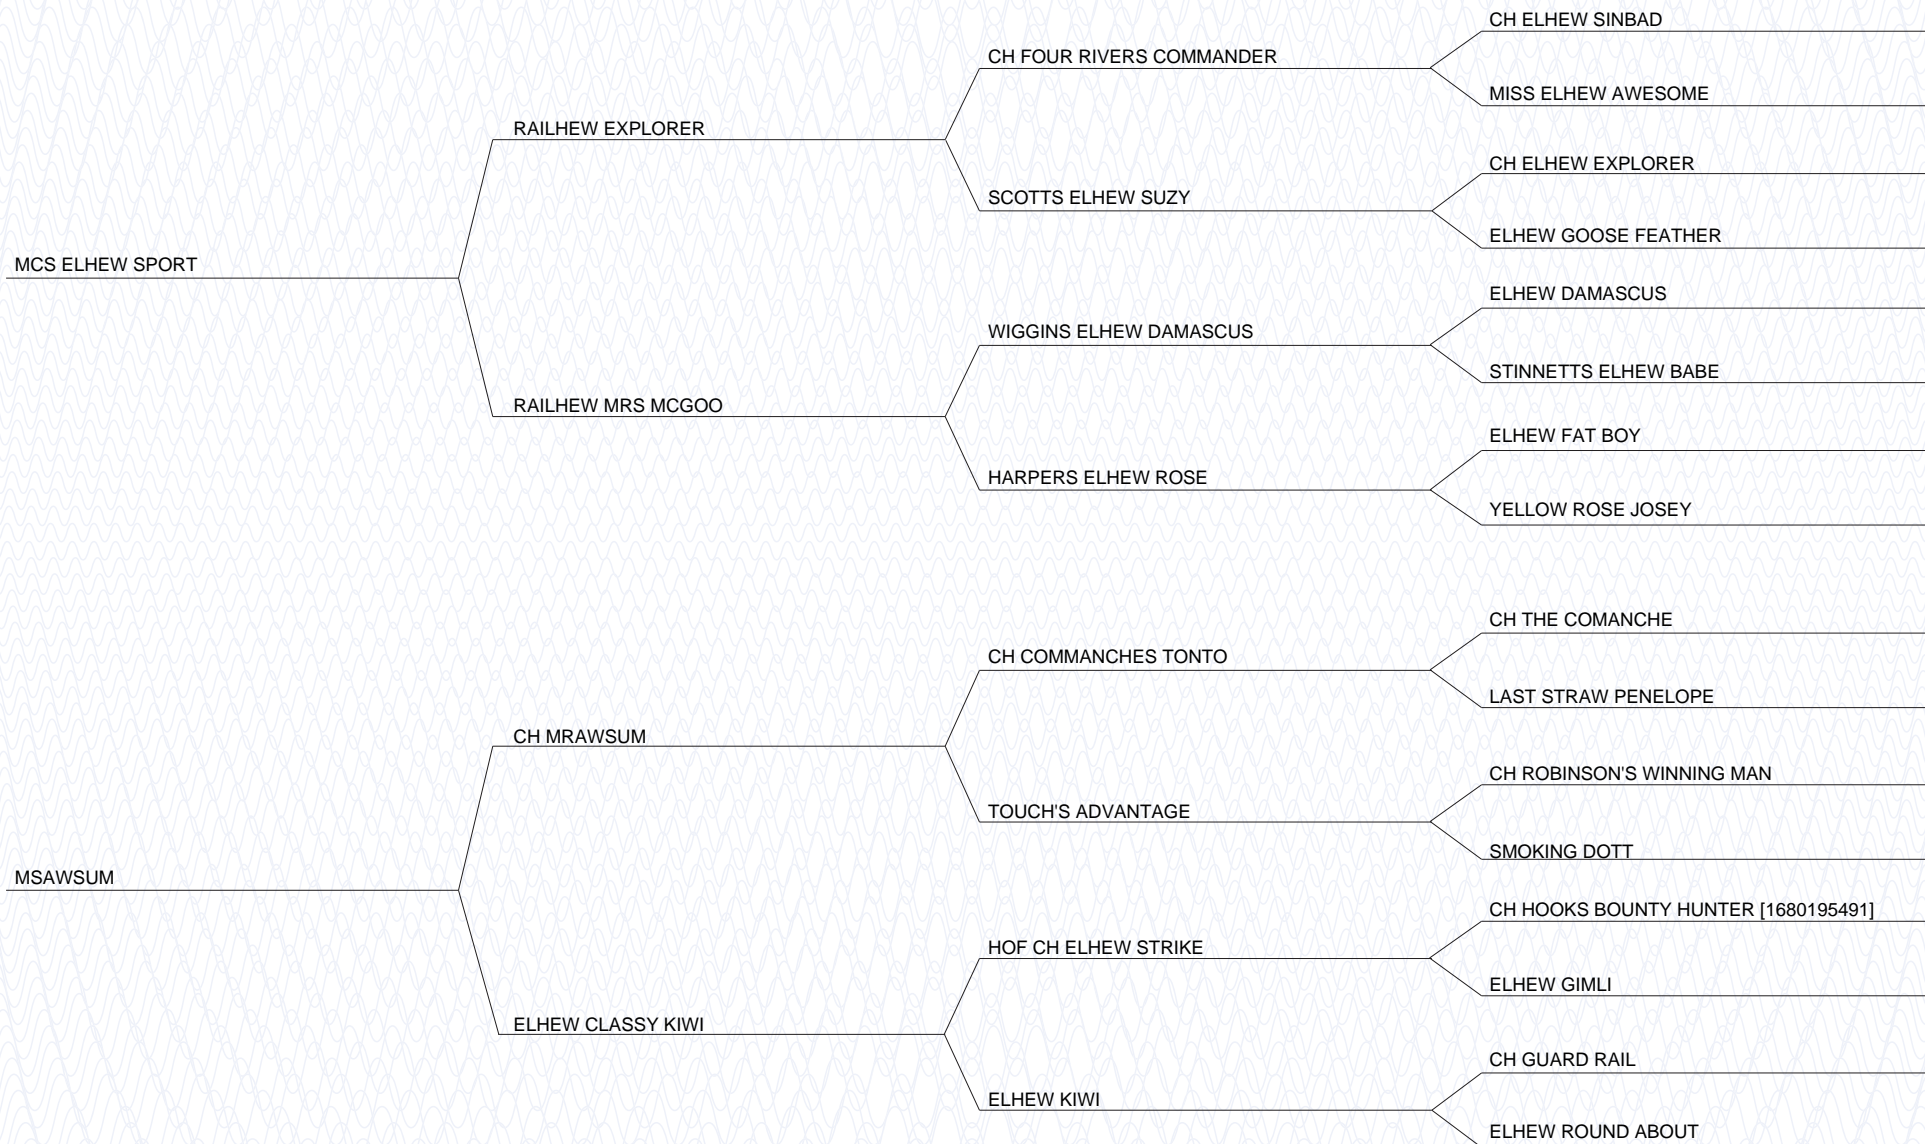 CH ELHEW SINBAD
CH FOUR RIVERS COMMANDER
MISS ELHEW AWESOME
RAILHEW EXPLORER
CH ELHEW EXPLORER
SCOTTS ELHEW SUZY
ELHEW GOOSE FEATHER
MCS ELHEW SPORT
ELHEW DAMASCUS
WIGGINS ELHEW DAMASCUS
STINNETTS ELHEW BABE
RAILHEW MRS MCGOO
ELHEW FAT BOY
HARPERS ELHEW ROSE
YELLOW ROSE JOSEY
CH THE COMANCHE
CH COMMANCHES TONTO
LAST STRAW PENELOPE
CH MRAWSUM
CH ROBINSON'S WINNING MAN
TOUCH'S ADVANTAGE
SMOKING DOTT
MSAWSUM
CH HOOKS BOUNTY HUNTER [1680195491]
HOF CH ELHEW STRIKE
ELHEW GIMLI
ELHEW CLASSY KIWI
CH GUARD RAIL
ELHEW KIWI
ELHEW ROUND ABOUT